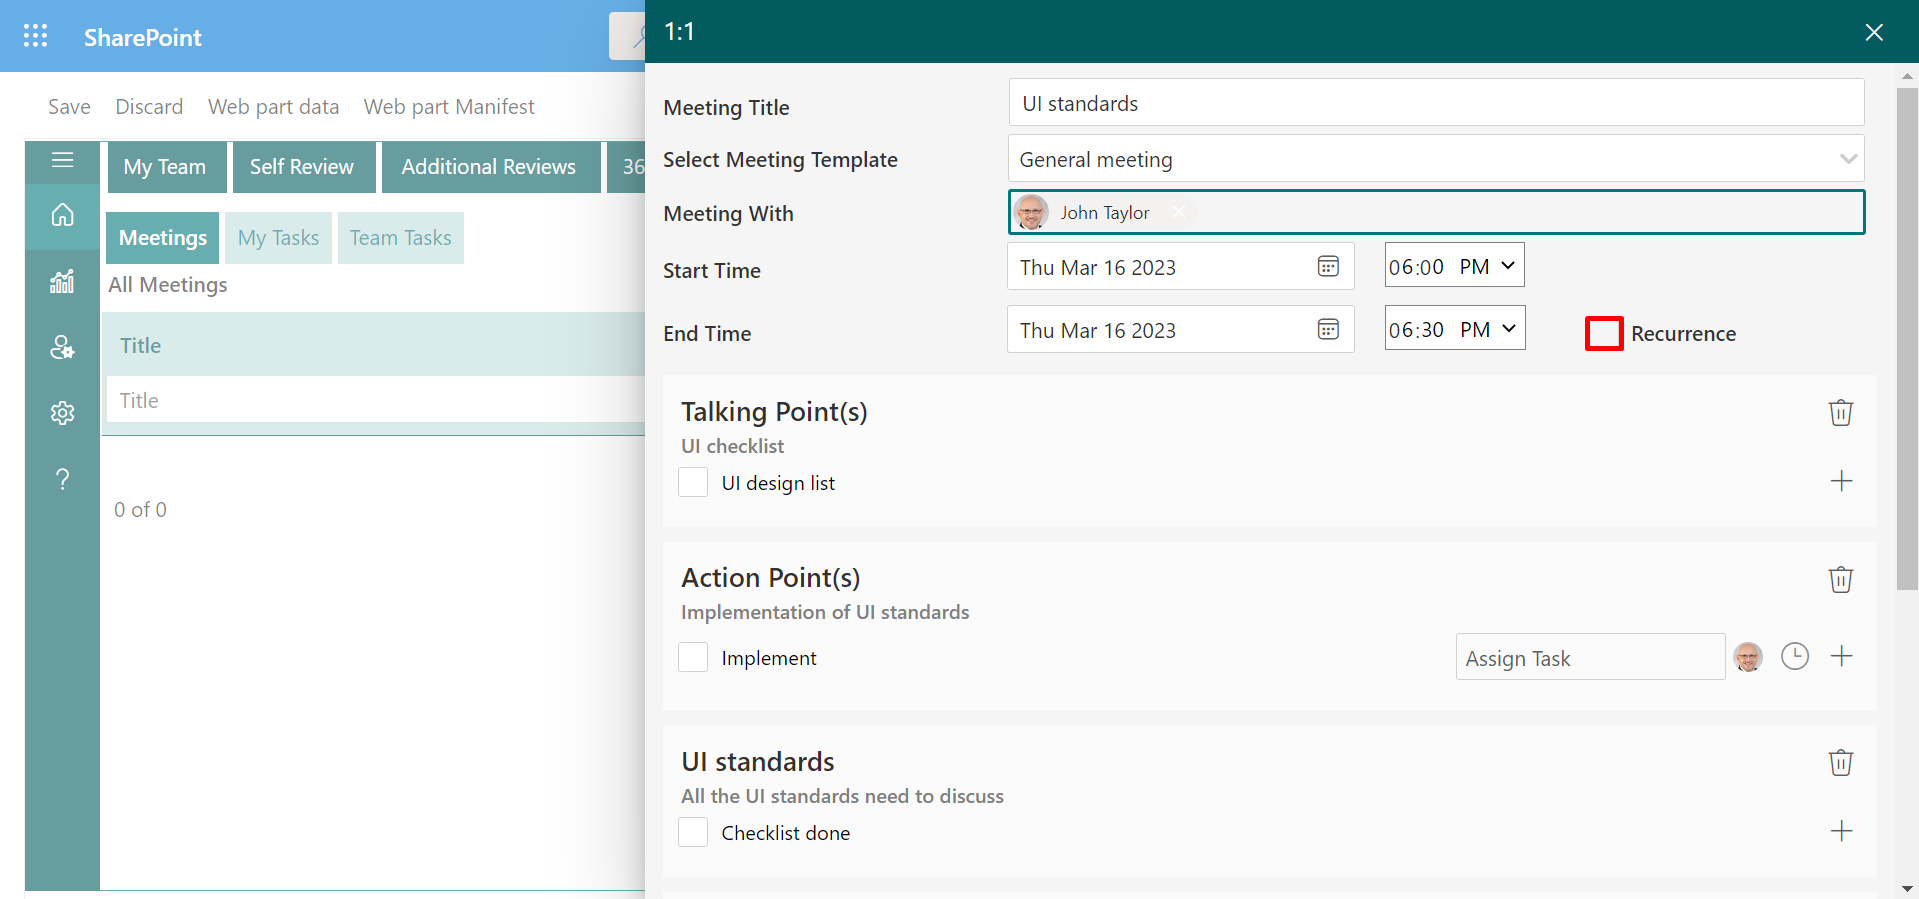 SharePoint
Save Discard Web part data Web part Manifest
My Team Self Review Additional Reviews 36
Meetings My Tasks Team Tasks
All Meetings
Title
Title
0 of 0
1:1
Meeting Title UI standards
Select Meeting Template General meeting
Meeting With John Taylor
Start Time Thu Mar 16 2023 06:00 PM
End Time Thu Mar 16 2023 06:30 PM Recurrence
Talking Point(s)
UI checklist
UI design list
Action Point(s)
Implementation of UI standards
Implement Assign Task
UI standards
All the UI standards need to discuss
Checklist done